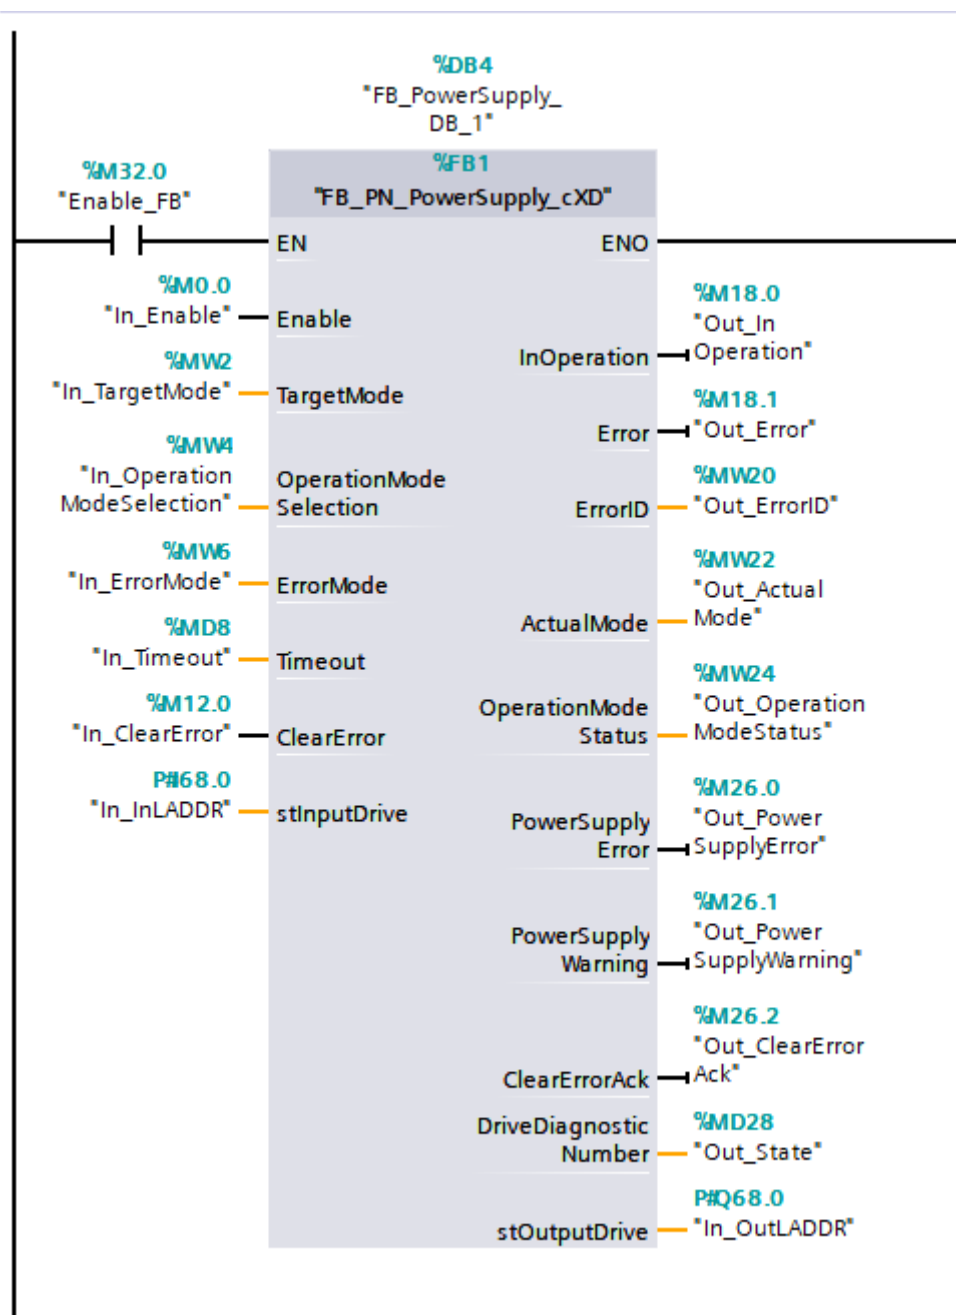 %DB4
"FB_PowerSupply_
DB_1"
%FB1
"FB_PN_PowerSupply_cXD"
%M32.0
"Enable_FB"
EN
ENO
%M0.0
"In_Enable"
Enable
%M18.0
"Out_In
Operation"
InOperation
%MW2
"In_TargetMode"
TargetMode
%M18.1
"Out_Error"
Error
%MW4
"In_Operation
ModeSelection"
OperationMode
Selection
%MW20
"Out_ErrorID"
ErrorID
%MW6
"In_ErrorMode"
ErrorMode
%MW22
"Out_Actual
Mode"
ActualMode
%MD8
"In_Timeout"
Timeout
%MW24
"Out_Operation
ModeStatus"
OperationMode
Status
%M12.0
"In_ClearError"
ClearError
P#I68.0
"In_InLADDR"
stInputDrive
%M26.0
"Out_Power
SupplyError"
PowerSupply
Error
%M26.1
"Out_Power
SupplyWarning"
PowerSupply
Warning
%M26.2
"Out_ClearError
Ack"
ClearErrorAck
DriveDiagnostic
Number
%MD28
"Out_State"
P#Q68.0
"In_OutLADDR"
stOutputDrive